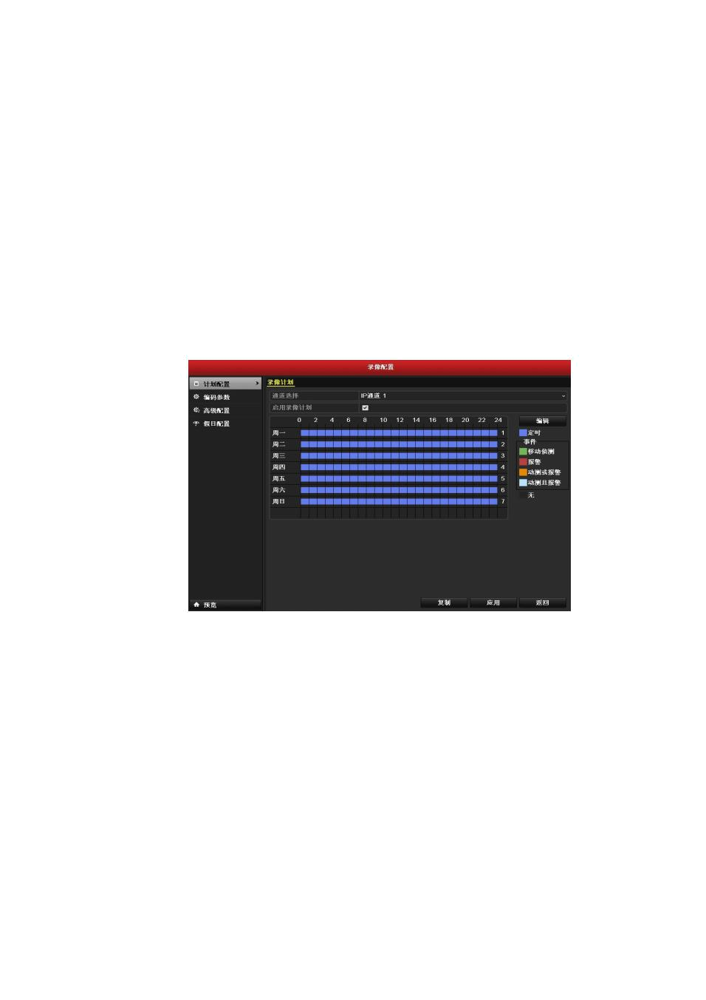 录像配置
计划配置
编码参数
高级配置
假日配置
预览
录像计划
通道选择 IP通道 1
启用录像计划
0 2 4 6 8 10 12 14 16 18 20 22 24
周一 1
周二 2
周三 3
周四 4
周五 5
周六 6
周日 7
编辑
定时
事件
移动侦测
报警
动测或报警
动测且报警
无
复制 应用 返回